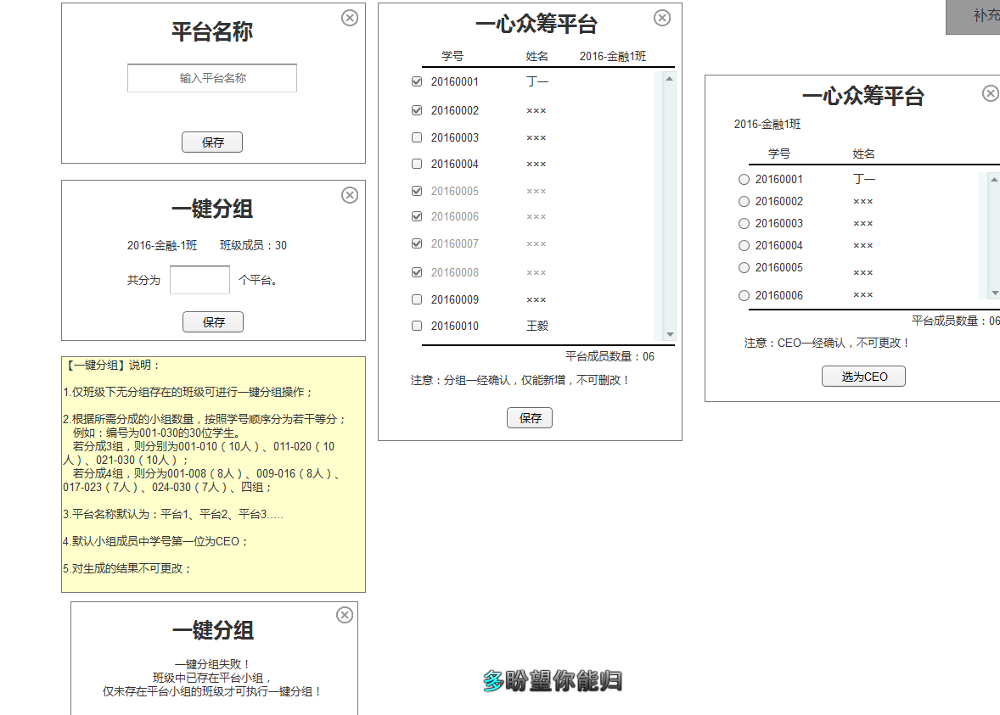 平台名称
输入平台名称
保存
一键分组
2016-金融-1班 班级成员：30
共分为 个平台。
保存
【一键分组】说明：
1.仅班级下无分组存在的班级可进行一键分组操作；
2.根据所需分成的小组数量，按照学号顺序分为若干等分；
例如：编号为001-030的30位学生。
若分成3组，则分别为001-010（10人）、011-020（10
人）、021-030（10人）；
若分成4组，则分为001-008（8人）、009-016（8人）、
017-023（7人）、024-030（7人）、四组；
3.平台名称默认为：平台1、平台2、平台3.....
4.默认小组成员中学号第一位为CEO；
5.对生成的结果不可更改；
一键分组
一键分组失败！
班级中已存在平台小组，
仅未存在平台小组的班级才可执行一键分组！
一心众筹平台
学号 姓名 2016-金融1班
20160001 丁一
20160002 ×××
20160003 ×××
20160004 ×××
20160005 ×××
20160006 ×××
20160007 ×××
20160008 ×××
20160009 ×××
20160010 王毅
平台成员数量：06
注意：分组一经确认，仅能新增，不可删改！
保存
多盼望你能归
补充
一心众筹平台
2016-金融1班
学号 姓名
20160001 丁一
20160002 ×××
20160003 ×××
20160004 ×××
20160005 ×××
20160006 ×××
平台成员数量：06
注意：CEO一经确认，不可更改！
选为CEO